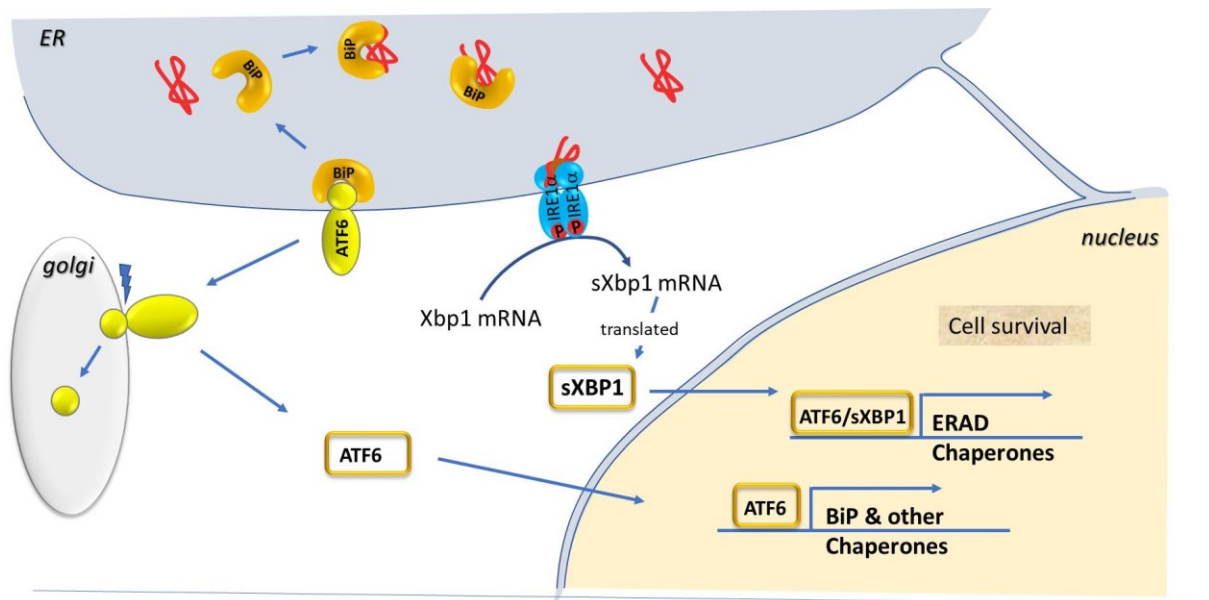 ER
BiP
BiP
BiP
BiP
ATF6
IRE1α
IRE1α
P
P
golgi
nucleus
Xbp1 mRNA
sXbp1 mRNA
translated
sXBP1
Cell survival
ATF6/sXBP1
ERAD
Chaperones
ATF6
ATF6
BiP & other
Chaperones